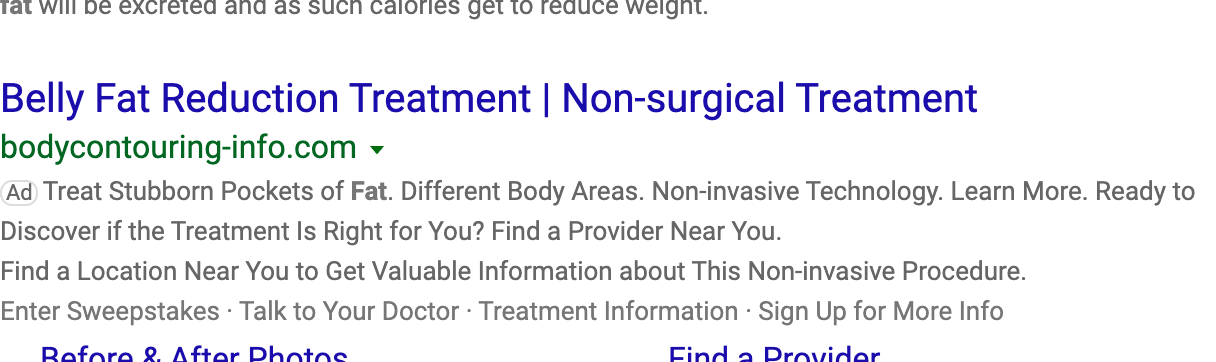 fat will be excreted and as such calories get to reduce weight.
Belly Fat Reduction Treatment | Non-surgical Treatment
bodycontouring-info.com
Ad Treat Stubborn Pockets of Fat. Different Body Areas. Non-invasive Technology. Learn More. Ready to
Discover if the Treatment Is Right for You? Find a Provider Near You.
Find a Location Near You to Get Valuable Information about This Non-invasive Procedure.
Enter Sweepstakes · Talk to Your Doctor · Treatment Information · Sign Up for More Info
Before & After Photos Find a Provider